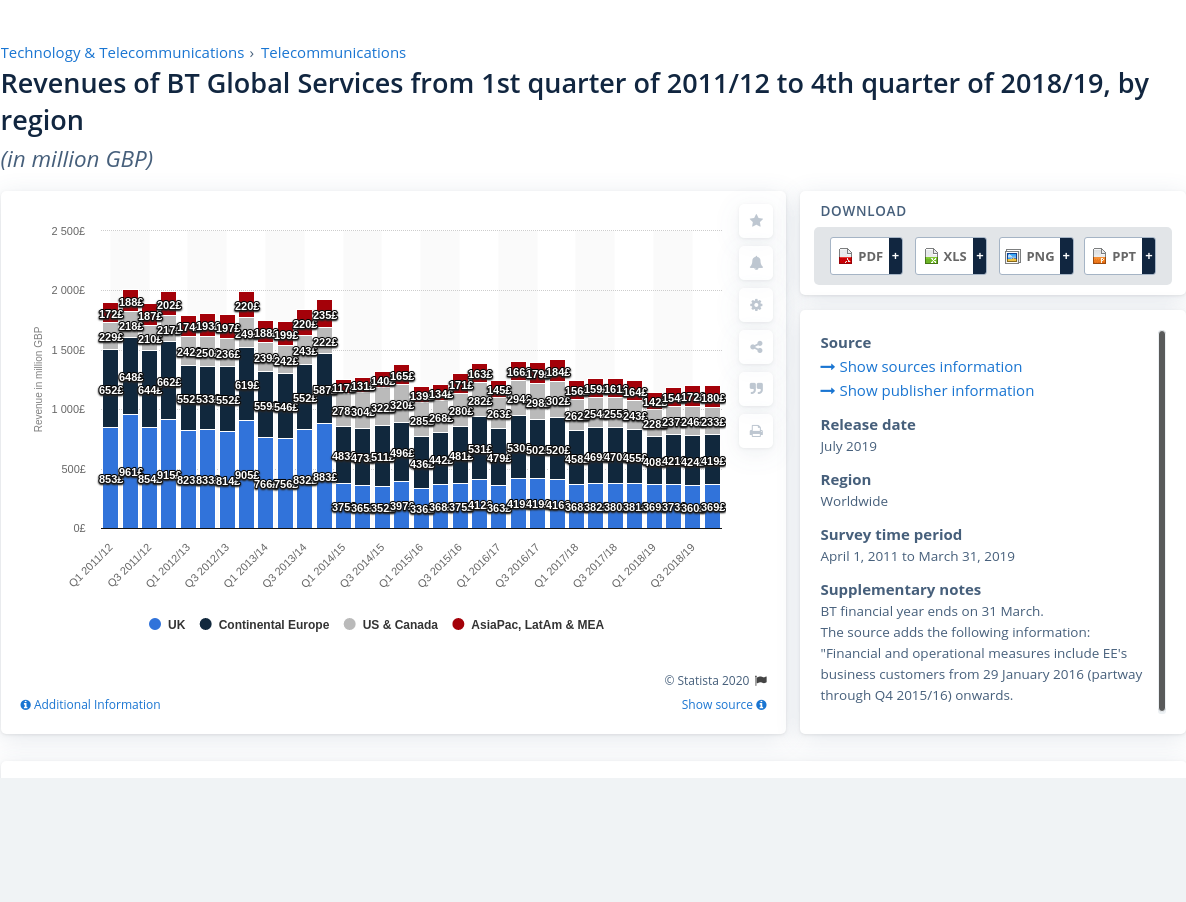 Technology & Telecommunications › Telecommunications
Revenues of BT Global Services from 1st quarter of 2011/12 to 4th quarter of 2018/19, by
region
(in million GBP)
Revenue in million GBP
2 500£
2 000£
1 500£
1 000£
500£
0£
172£ 188£ 187£ 202£ 174 193 197£ 220£ 188 199£ 220£ 235£ 117 131 140 165£ 139 134 171£ 163£ 145 166 179 184£ 156 159 161 164£ 142 154 172 180£
229£ 218£ 210£ 217 242 250 236£ 249 239 242£ 243£ 222£ 278 304 322 320£ 285 268 280£ 282£ 263£ 294 298 302£ 262 254 255 243£ 228 237 246 233£
652£ 648£ 644£ 662£ 552 533 552£ 619£ 559 546£ 552£ 587 483 473 511 496£ 436 442 481£ 531£ 479£ 530 502 520£ 458 469 470 455£ 408 421 424 419£
853£ 961£ 854£ 915£ 823 833 814£ 905£ 766 756£ 832£ 883£ 375 365 352 397 336 368 375 412 363£ 419 419 416 368 382 380 381 369 373 360 369£
Q1 2011/12
Q3 2011/12
Q1 2012/13
Q3 2012/13
Q1 2013/14
Q3 2013/14
Q1 2014/15
Q3 2014/15
Q1 2015/16
Q3 2015/16
Q1 2016/17
Q3 2016/17
Q1 2017/18
Q3 2017/18
Q1 2018/19
Q3 2018/19
UK Continental Europe US & Canada AsiaPac, LatAm & MEA
© Statista 2020
Additional Information Show source
DOWNLOAD
PDF + XLS + PNG + PPT +
Source
Show sources information
Show publisher information
Release date
July 2019
Region
Worldwide
Survey time period
April 1, 2011 to March 31, 2019
Supplementary notes
BT financial year ends on 31 March.
The source adds the following information:
"Financial and operational measures include EE's
business customers from 29 January 2016 (partway
through Q4 2015/16) onwards.